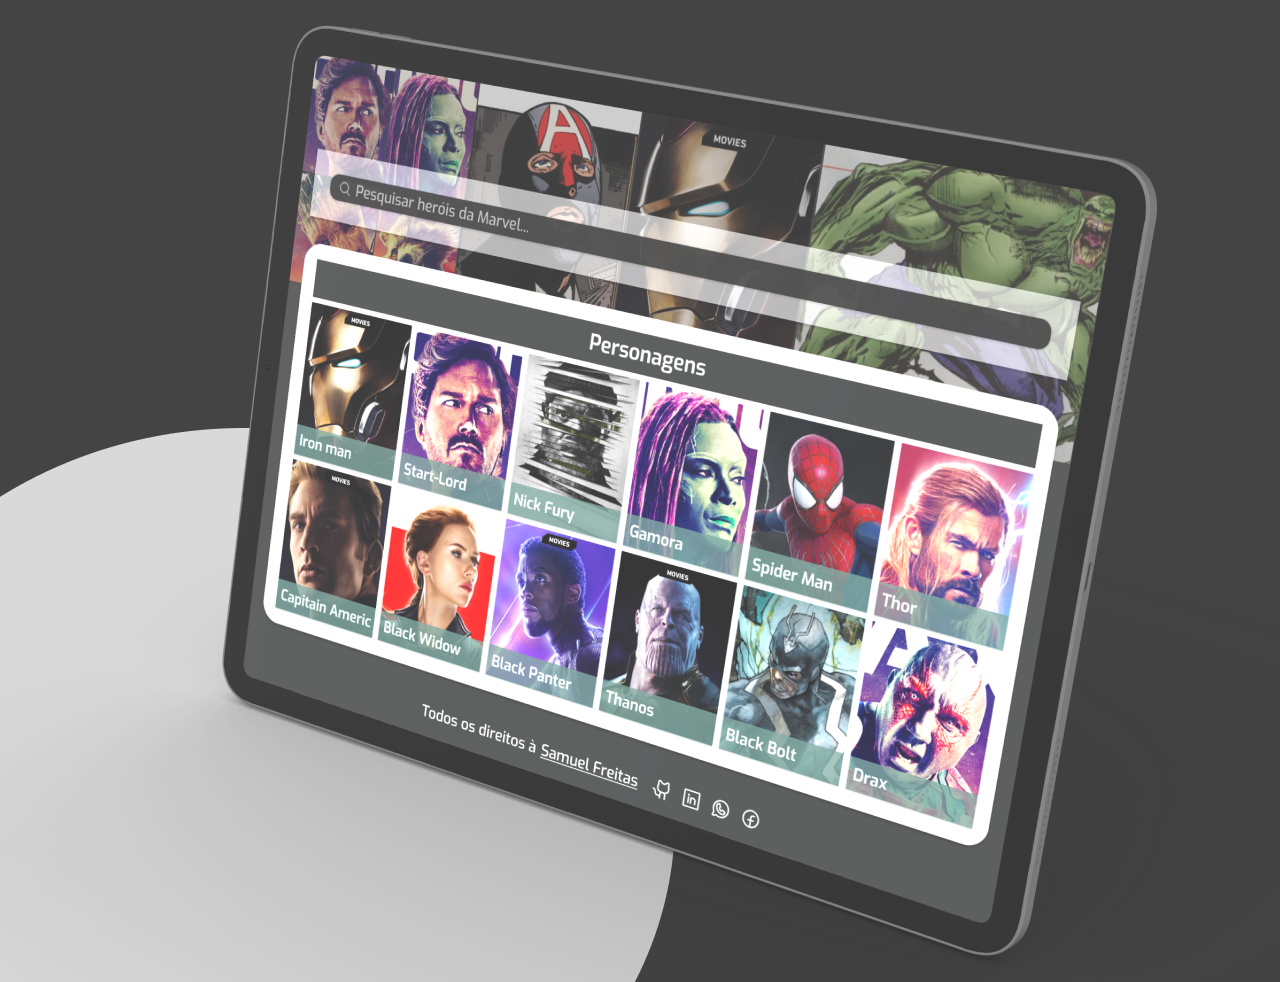 MOVIES
Pesquisar heróis da Marvel...
Personagens
MOVIES
Iron man
Start-Lord
Nick Fury
Gamora
Spider Man
Thor
MOVIES
Capitain Americ
Black Widow
MOVIES
Black Panter
MOVIES
Thanos
Black Bolt
Drax
Todos os direitos à Samuel Freitas